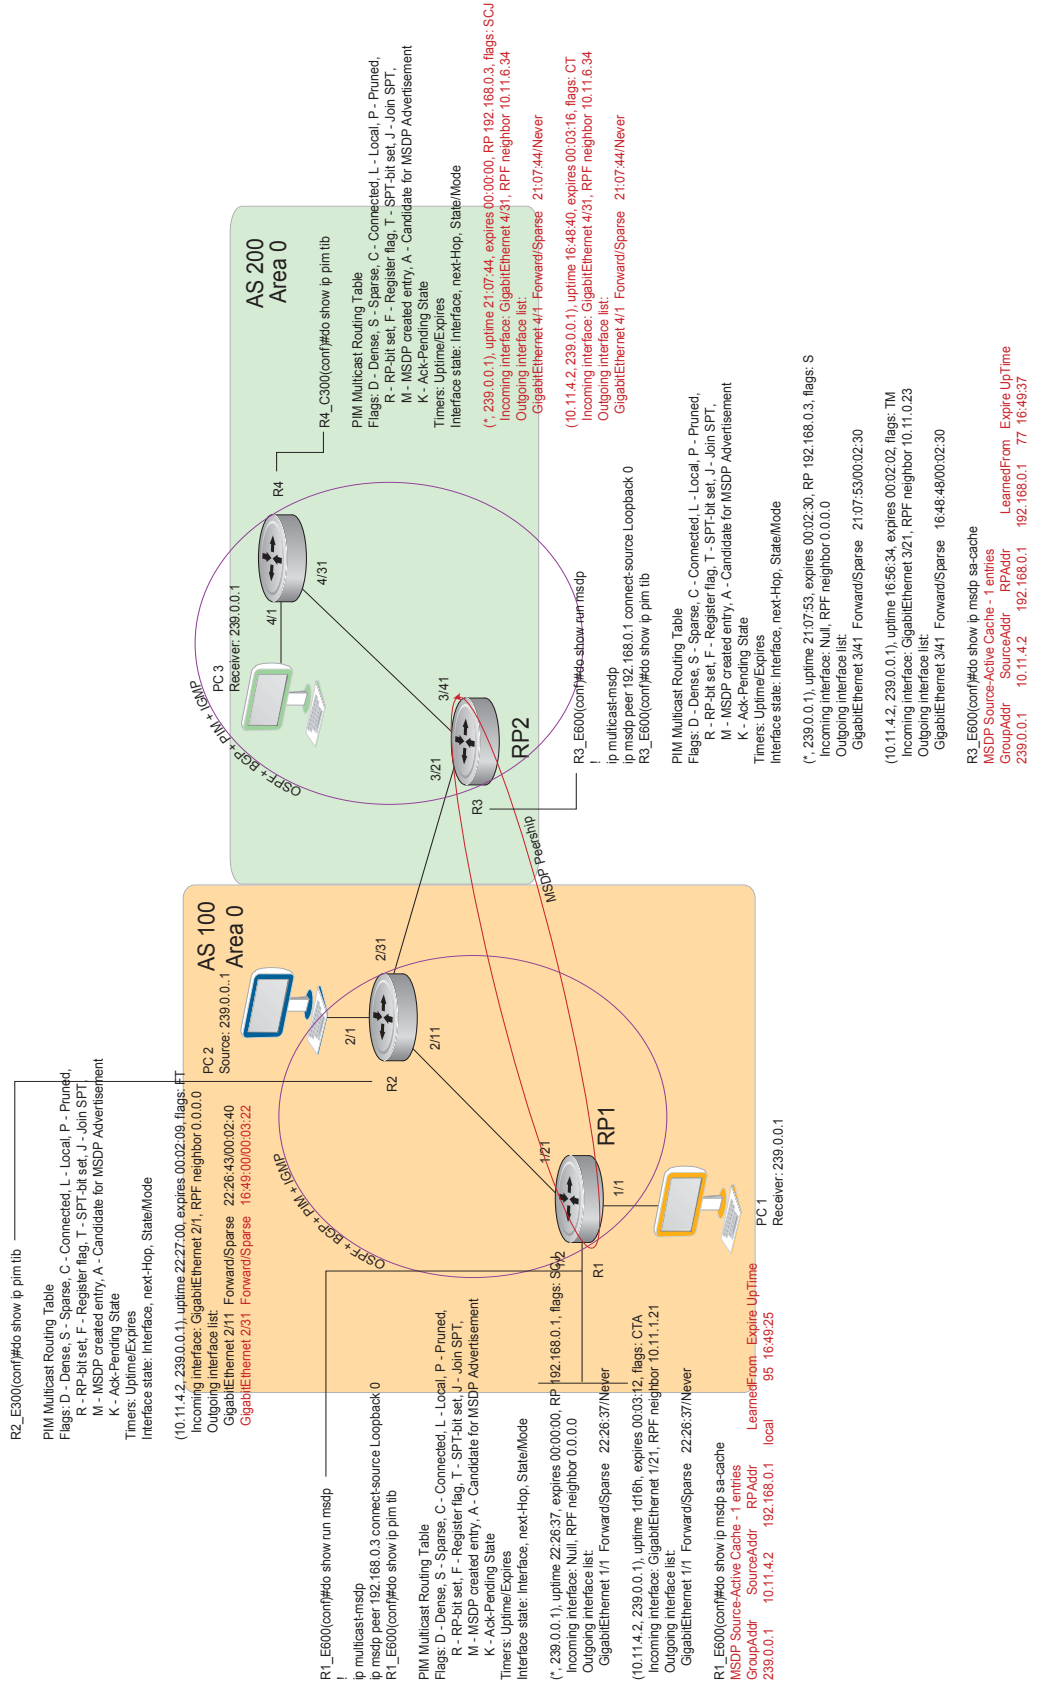 R2_E300(conf)#do show ip pim tib
PIM Multicast Routing Table
Flags: D - Dense, S - Sparse, C - Connected, L - Local, P - Pruned,
R - RP-bit set, F - Register flag, T - SPT-bit set, J - Join SPT,
M - MSDP created entry, A - Candidate for MSDP Advertisement
K - Ack-Pending State
Timers: Uptime/Expires
Interface state: Interface, next-Hop, State/Mode
(10.11.4.2, 239.0.0.1), uptime 22:27:00, expires 00:02:09, flags: FT
Incoming interface: GigabitEthernet 2/1, RPF neighbor 0.0.0.0
Outgoing interface list:
GigabitEthernet 2/11 Forward/Sparse 22:26:43/00:02:40
GigabitEthernet 2/31 Forward/Sparse 16:49:00/00:03:22
R1_E600(conf)#do show run msdp
!
ip multicast-msdp
ip msdp peer 192.168.0.3 connect-source Loopback 0
R1_E600(conf)#do show ip pim tib
PIM Multicast Routing Table
Flags: D - Dense, S - Sparse, C - Connected, L - Local, P - Pruned,
R - RP-bit set, F - Register flag, T - SPT-bit set, J - Join SPT,
M - MSDP created entry, A - Candidate for MSDP Advertisement
K - Ack-Pending State
Timers: Uptime/Expires
Interface state: Interface, next-Hop, State/Mode
(*, 239.0.0.1), uptime 22:26:37, expires 00:00:00, RP 192.168.0.1, flags: SCJ
Incoming interface: Null, RPF neighbor 0.0.0.0
Outgoing interface list:
GigabitEthernet 1/1 Forward/Sparse 22:26:37/Never
(10.11.4.2, 239.0.0.1), uptime 1d16h, expires 00:03:12, flags: CTA
Incoming interface: GigabitEthernet 1/21, RPF neighbor 10.11.1.21
Outgoing interface list:
GigabitEthernet 1/1 Forward/Sparse 22:26:37/Never
R1_E600(conf)#do show ip msdp sa-cache
MSDP Source-Active Cache - 1 entries
GroupAddr SourceAddr RPAddr LearnedFrom Expire UpTime
239.0.0.1 10.11.4.2 192.168.0.1 local 95 16:49:25
AS 100
Area 0
PC 2
Source: 239.0.0..1
2/1
2/31
2/11
R2
OSPF + BGP + PIM + IGMP
1/21
RP1
1/1
1/2
R1
PC 1
Receiver: 239.0.0.1
MSDP Peership
AS 200
Area 0
PC 3
Receiver: 239.0.0.1
4/1
R4
4/31
OSPF + BGP + PIM + IGMP
3/41
3/21
RP2
R3
R4_C300(conf)#do show ip pim tib
PIM Multicast Routing Table
Flags: D - Dense, S - Sparse, C - Connected, L - Local, P - Pruned,
R - RP-bit set, F - Register flag, T - SPT-bit set, J - Join SPT,
M - MSDP created entry, A - Candidate for MSDP Advertisement
K - Ack-Pending State
Timers: Uptime/Expires
Interface state: Interface, next-Hop, State/Mode
(*, 239.0.0.1), uptime 21:07:44, expires 00:00:00, RP 192.168.0.3, flags: SCJ
Incoming interface: GigabitEthernet 4/31, RPF neighbor 10.11.6.34
Outgoing interface list:
GigabitEthernet 4/1 Forward/Sparse 21:07:44/Never
(10.11.4.2, 239.0.0.1), uptime 16:48:40, expires 00:03:16, flags: CT
Incoming interface: GigabitEthernet 4/31, RPF neighbor 10.11.6.34
Outgoing interface list:
GigabitEthernet 4/1 Forward/Sparse 21:07:44/Never
R3_E600(conf)#do show run msdp
!
ip multicast-msdp
ip msdp peer 192.168.0.1 connect-source Loopback 0
R3_E600(conf)#do show ip pim tib
PIM Multicast Routing Table
Flags: D - Dense, S - Sparse, C - Connected, L - Local, P - Pruned,
R - RP-bit set, F - Register flag, T - SPT-bit set, J - Join SPT,
M - MSDP created entry, A - Candidate for MSDP Advertisement
K - Ack-Pending State
Timers: Uptime/Expires
Interface state: Interface, next-Hop, State/Mode
(*, 239.0.0.1), uptime 21:07:53, expires 00:02:30, RP 192.168.0.3, flags: S
Incoming interface: Null, RPF neighbor 0.0.0.0
Outgoing interface list:
GigabitEthernet 3/41 Forward/Sparse 21:07:53/00:02:30
(10.11.4.2, 239.0.0.1), uptime 16:56:34, expires 00:02:02, flags: TM
Incoming interface: GigabitEthernet 3/21, RPF neighbor 10.11.0.23
Outgoing interface list:
GigabitEthernet 3/41 Forward/Sparse 16:48:48/00:02:30
R3_E600(conf)#do show ip msdp sa-cache
MSDP Source-Active Cache - 1 entries
GroupAddr SourceAddr RPAddr LearnedFrom Expire UpTime
239.0.0.1 10.11.4.2 192.168.0.1 192.168.0.1 77 16:49:37